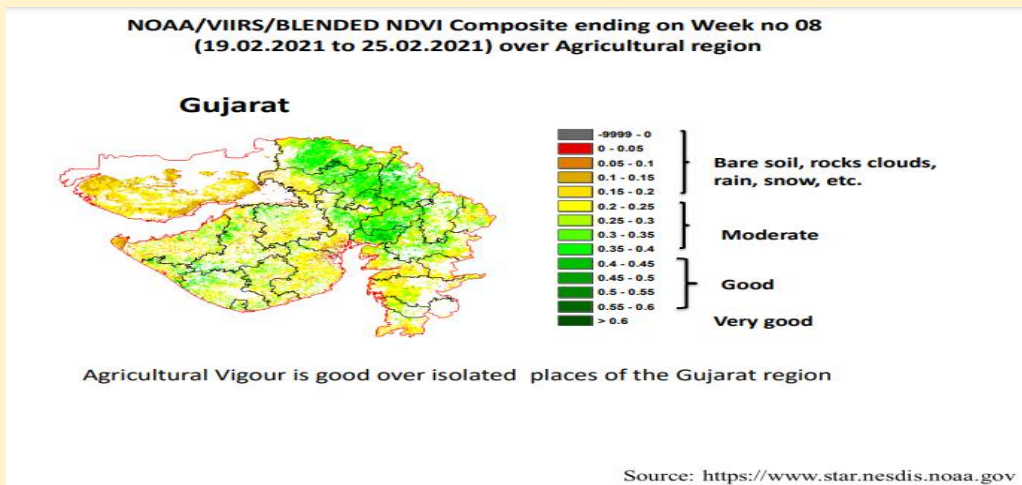 NOAA/VIIRS/BLENDED NDVI Composite ending on Week no 08
(19.02.2021 to 25.02.2021) over Agricultural region
Gujarat
-9999 - 0
0 - 0.05
0.05 - 0.1
0.1 - 0.15
0.15 - 0.2
0.2 - 0.25
0.25 - 0.3
0.3 - 0.35
0.35 - 0.4
0.4 - 0.45
0.45 - 0.5
0.5 - 0.55
0.55 - 0.6
> 0.6
Bare soil, rocks clouds,
rain, snow, etc.
Moderate
Good
Very good
Agricultural Vigour is good over isolated places of the Gujarat region
Source: https://www.star.nesdis.noaa.gov